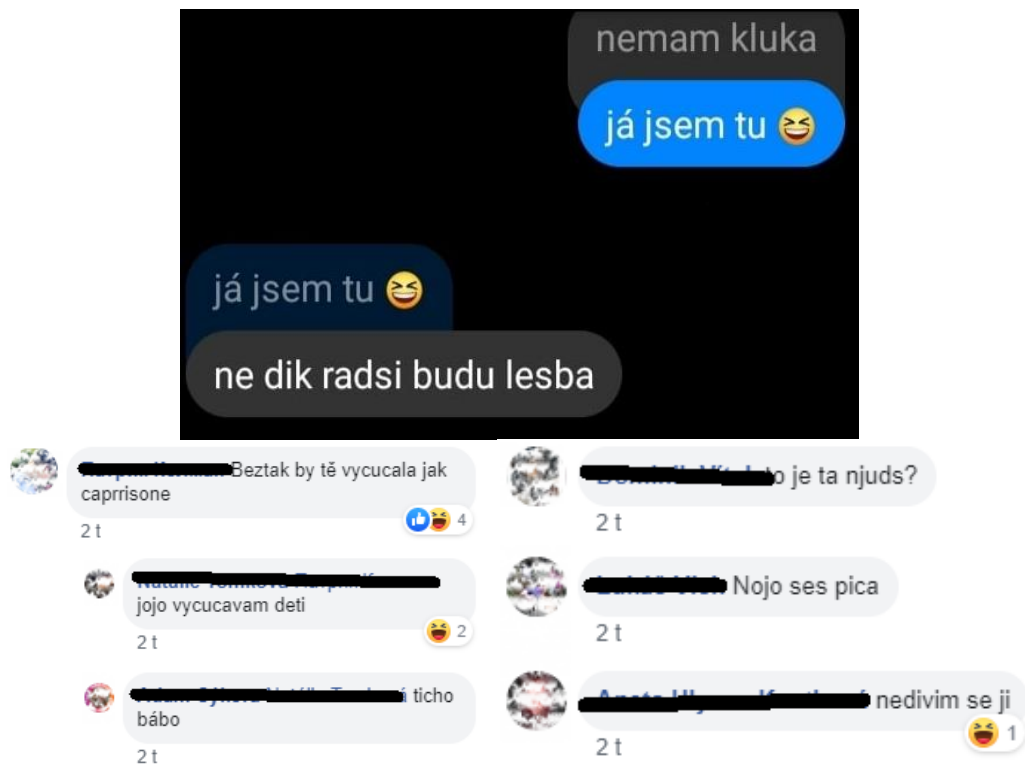 nemam kluka
já jsem tu 😆
já jsem tu 😆
ne dik radsi budu lesba
Beztak by tě vycucala jak
caprrisone
4
2 t
jojo vycucavam deti
2
2 t
ticho
bábo
2 t
to je ta njuds?
2 t
Nojo ses pica
2 t
nedivim se ji
1
2 t